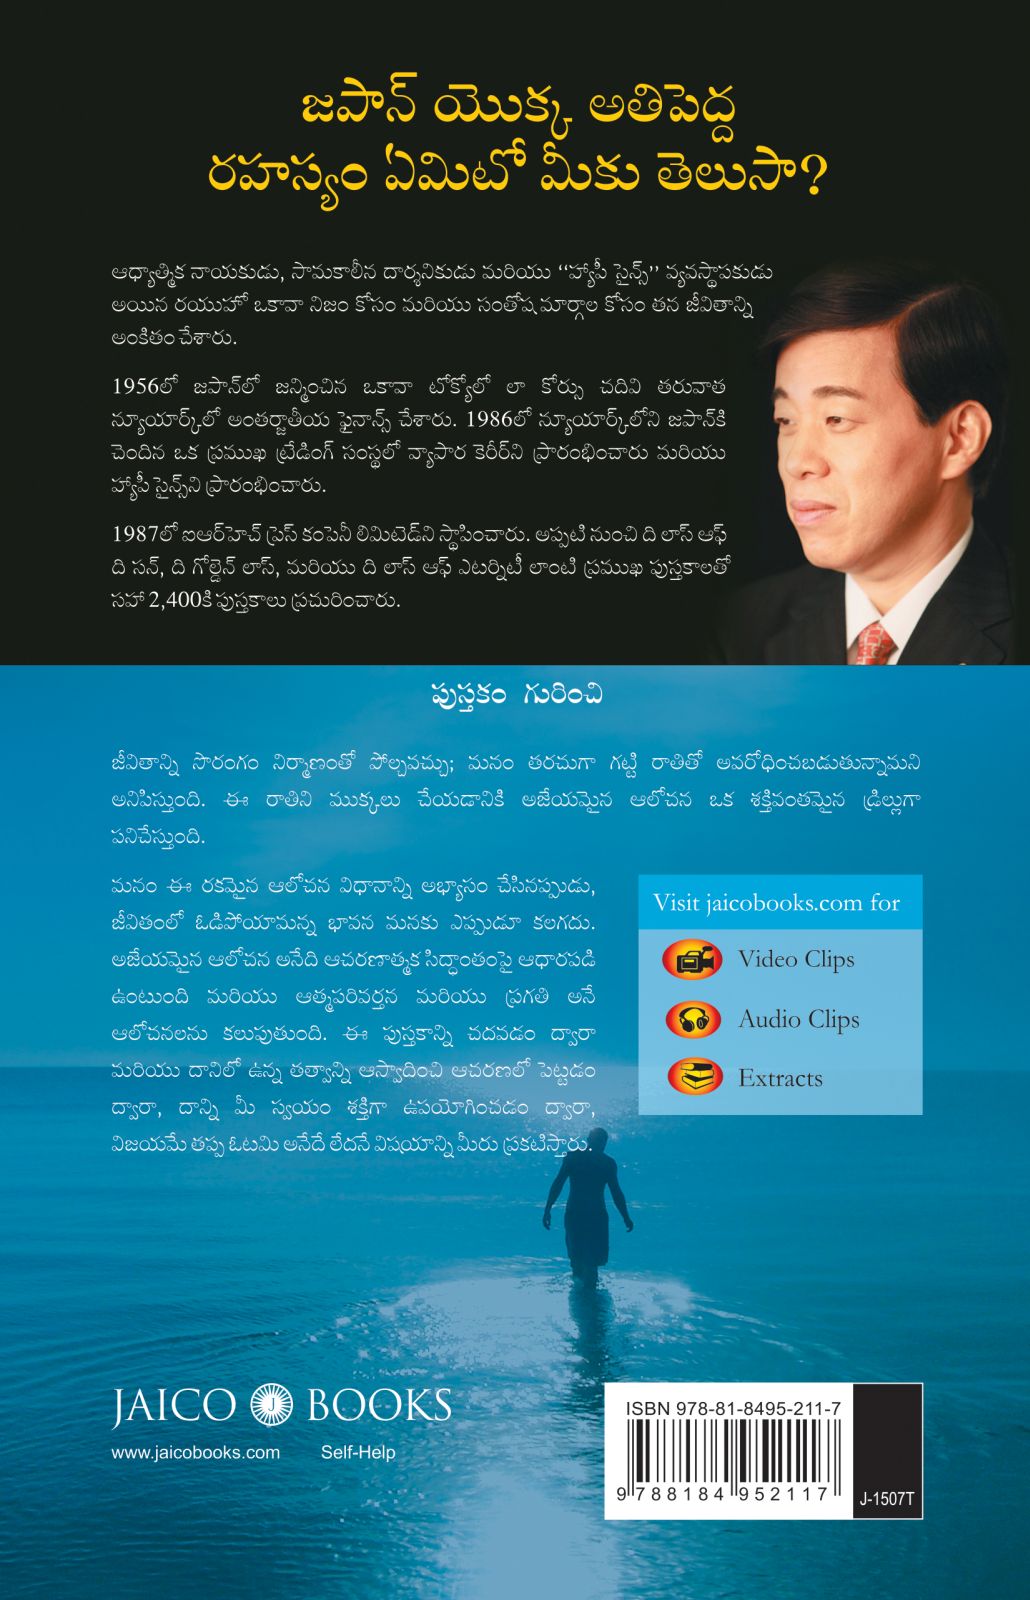 జపాన్ యొక్క అతిపెద్ద
రహస్యం ఏమిటో మీకు తెలుసా?
ఆధ్యాత్మిక నాయకుడు, సామకాలీన దార్శనికుడు మరియు "హ్యాపీ సైన్స్" వ్యవస్థాపకుడు
అయిన రయుహో ఒకావా నిజం కోసం మరియు సంతోష మార్గాల కోసం తన జీవితాన్ని
అంకితం చేశారు.
1956లో జపాన్‌లో జన్మించిన ఒకావా టోక్యోలో లా కోర్సు చదివి తరువాత
న్యూయార్క్‌లో అంతర్జాతీయ ఫైనాన్స్ చేశారు. 1986లో న్యూయార్క్‌లోని జపాన్‌కి
చెందిన ఒక ప్రముఖ ట్రేడింగ్ సంస్థలో వ్యాపార కెరీర్‌ని ప్రారంభించారు మరియు
హ్యాపీ సైన్స్‌ని ప్రారంభించారు.
1987లో ఐఆర్‌హెచ్ ప్రెస్ కంపెనీ లిమిటెడ్‌ని స్థాపించారు. అప్పటి నుంచి ది లాస్ ఆఫ్
ది సన్, ది గోల్డెన్ లాస్, మరియు ది లాస్ ఆఫ్ ఎటర్నిటీ లాంటి ప్రముఖ పుస్తకాలతో
సహా 2,400కి పుస్తకాలు ప్రచురించారు.
పుస్తకం గురించి
జీవితాన్ని సొరంగం నిర్మాణంతో పోల్చవచ్చు; మనం తరచుగా గట్టి రాతితో అవరోధించబడుతున్నామని
అనిపిస్తుంది. ఈ రాతిని ముక్కలు చేయడానికి అజేయమైన ఆలోచన ఒక శక్తివంతమైన డ్రిల్లుగా
పనిచేస్తుంది.
మనం ఈ రకమైన ఆలోచన విధానాన్ని అభ్యాసం చేసినప్పుడు,
జీవితంలో ఓడిపోయామన్న భావన మనకు ఎప్పుడూ కలగదు.
అజేయమైన ఆలోచన అనేది ఆచరణాత్మక సిద్ధాంతంపై ఆధారపడి
ఉంటుంది మరియు ఆత్మపరివర్తన మరియు ప్రగతి అనే
ఆలోచనలను కలుపుతుంది. ఈ పుస్తకాన్ని చదవడం ద్వారా
మరియు దానిలో ఉన్న తత్వాన్ని ఆస్వాదించి ఆచరణలో పెట్టడం
ద్వారా, దాన్ని మీ స్వయం శక్తిగా ఉపయోగించడం ద్వారా,
విజయమే తప్ప ఓటమి అనేదే లేదనే విషయాన్ని మీరు ప్రకటిస్తారు.
Visit jaicobooks.com for
Video Clips
Audio Clips
Extracts
JAICO J BOOKS
www.jaicobooks.com Self-Help
ISBN 978-81-8495-211-7
9 788184 952117
J-1507T